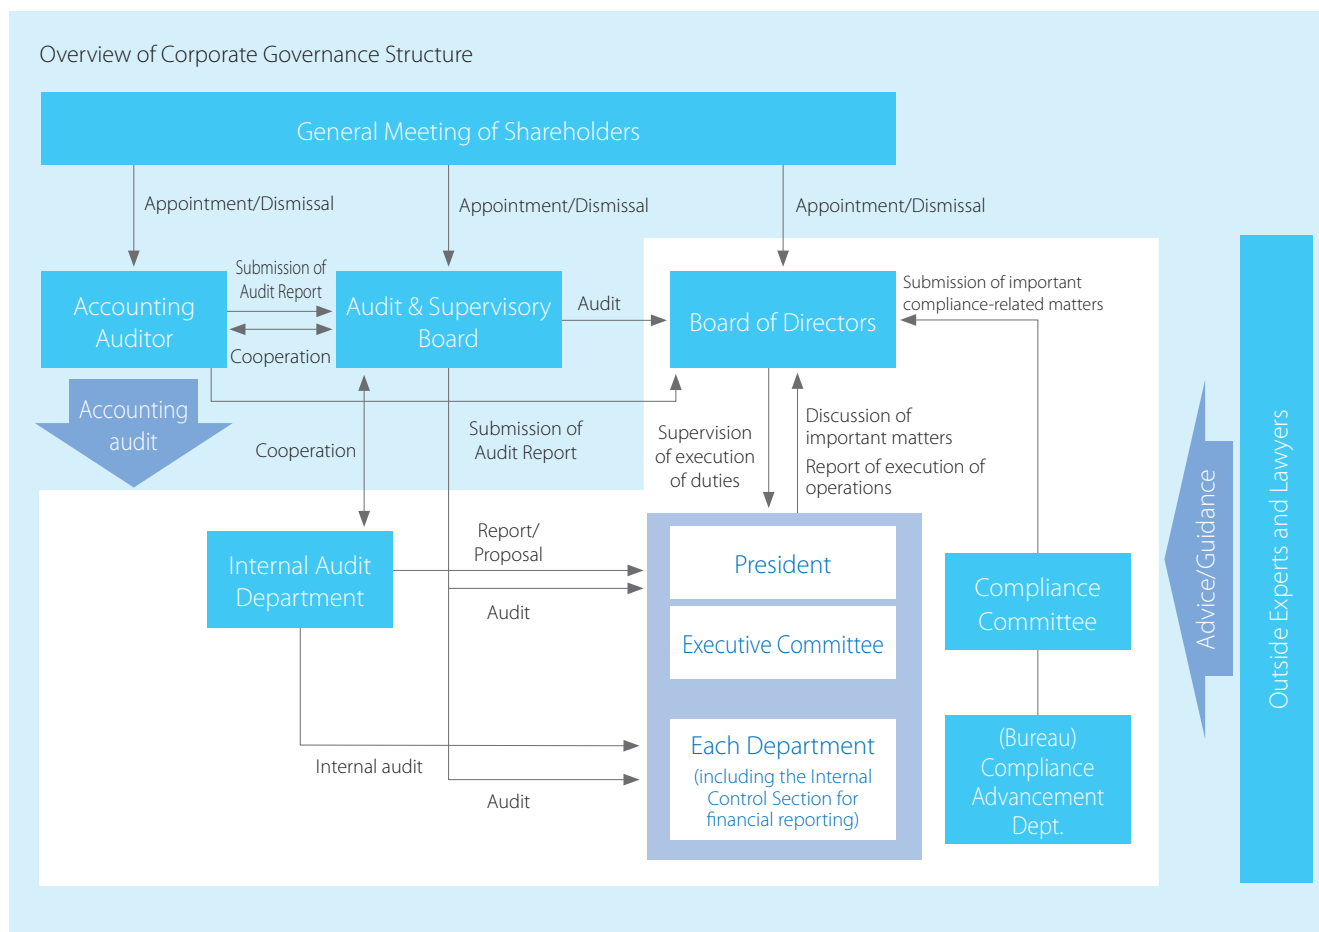 Overview of Corporate Governance Structure
General Meeting of Shareholders
Appointment/Dismissal
Appointment/Dismissal
Appointment/Dismissal
Accounting
Auditor
Submission of
Audit Report
Cooperation
Audit & Supervisory
Board
Audit
Board of Directors
Submission of important
compliance-related matters
Accounting
audit
Cooperation
Submission of
Audit Report
Supervision
of execution
of duties
Discussion of
important matters
Report of execution of
operations
Internal Audit
Department
Report/
Proposal
Audit
President
Executive Committee
Compliance
Committee
Internal audit
Audit
Each Department
(including the Internal
Control Section for
financial reporting)
(Bureau)
Compliance
Advancement
Dept.
Advice/Guidance
Outside Experts and Lawyers